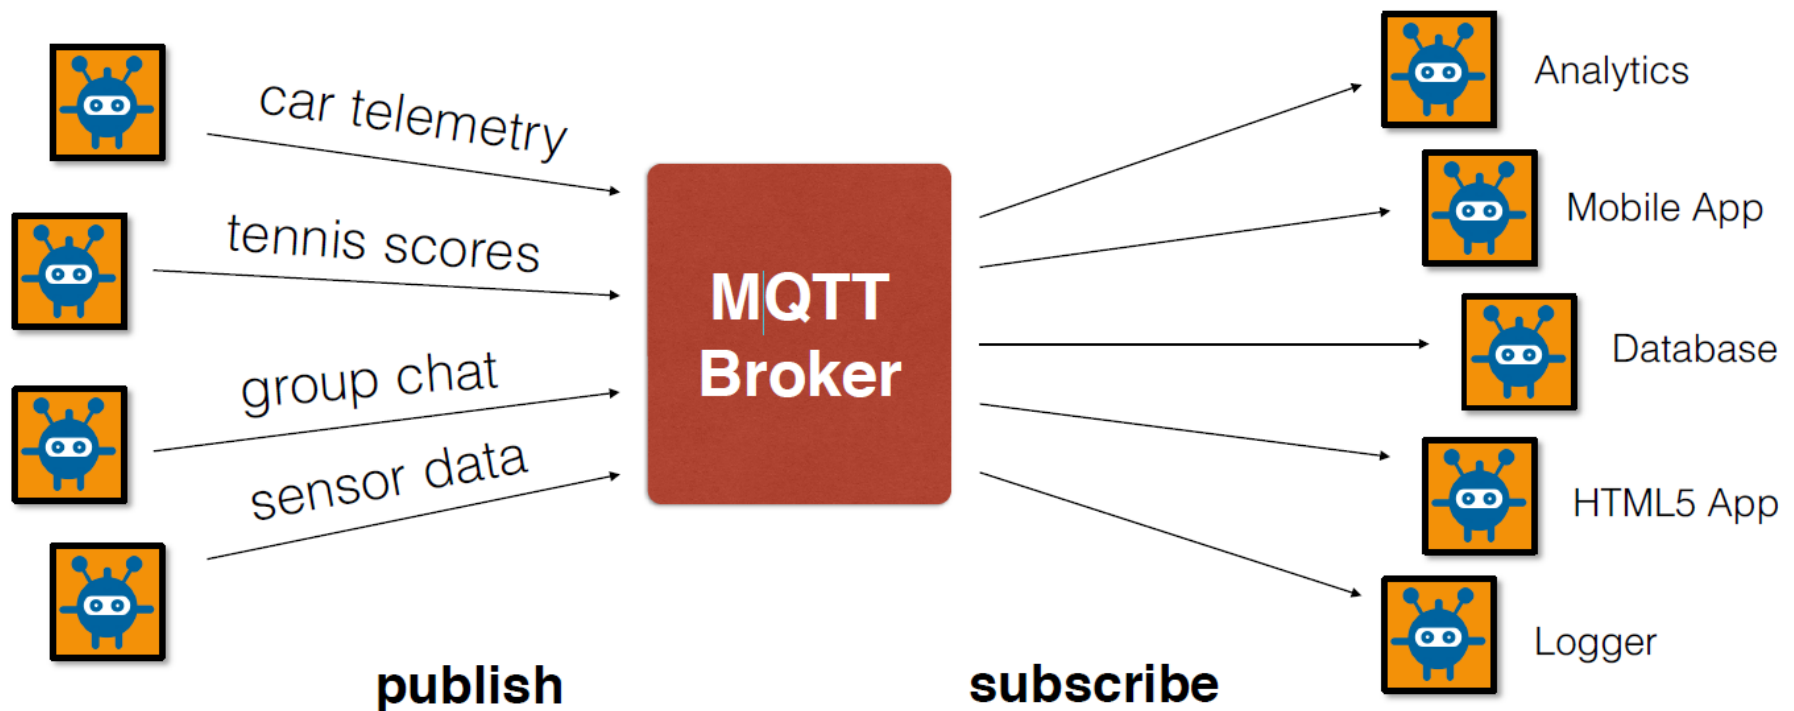 car telemetry
tennis scores
group chat
sensor data
MQTT
Broker
Analytics
Mobile App
Database
HTML5 App
Logger
publish
subscribe